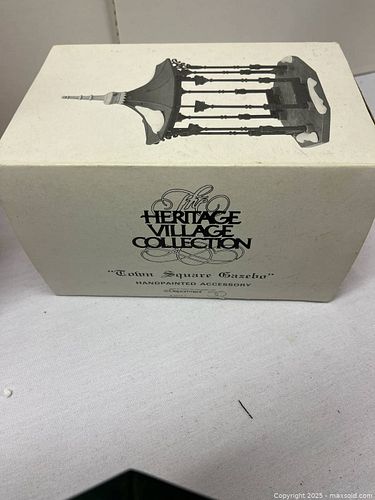 The
HERITAGE
VILLAGE
COLLECTION
"Town Square Gazebo"
HANDPAINTED ACCESSORY
Copyright 2025 - maxsold.com